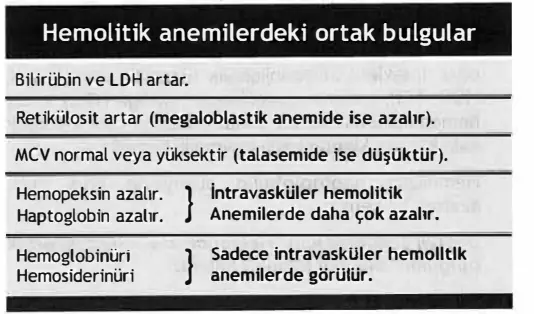 Hemolitik anemilerdeki ortak bulgular
Bilirübin ve LDH artar.
Retikülosit artar (megaloblastik anemide ise azalır).
MCV normal veya yüksektir (talasemide ise düşüktür).
Hemopeksin azalır. } İntravasküler hemolitik
Haptoglobin azalır. Anemilerde daha çok azalır.
Hemoglobinüri } Sadece intravasküler hemolitik
Hemosiderinüri anemilerde görülür.